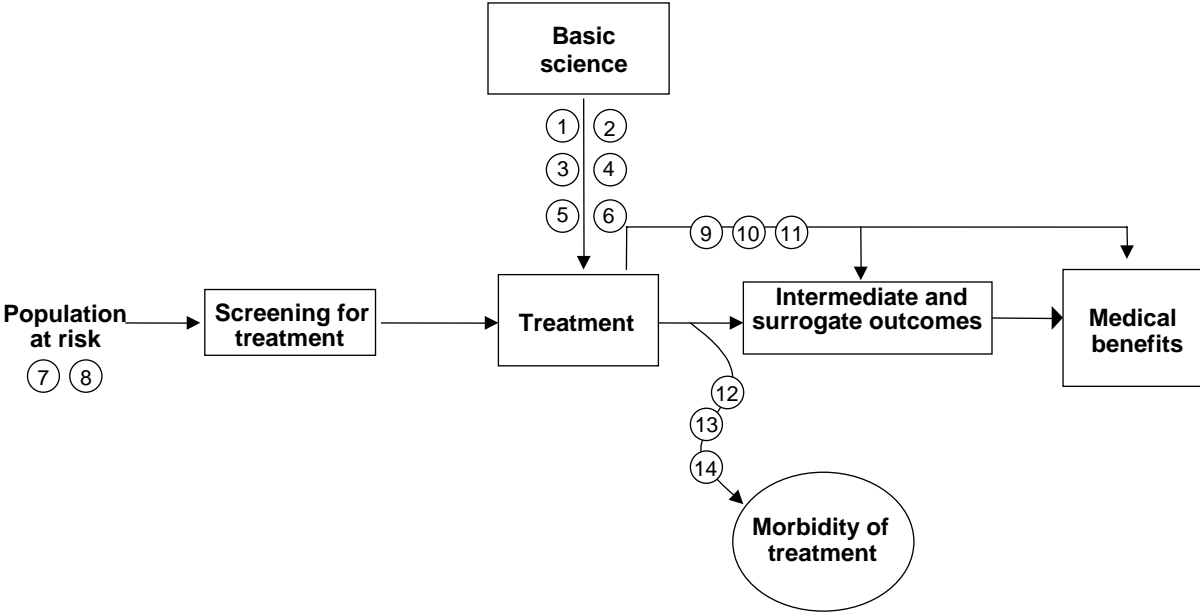 Basic
science
1 2
3 4
5 6
9 10 11
Population
at risk
7 8
Screening for
treatment
Treatment
Intermediate and
surrogate outcomes
Medical
benefits
12
13
14
Morbidity of
treatment